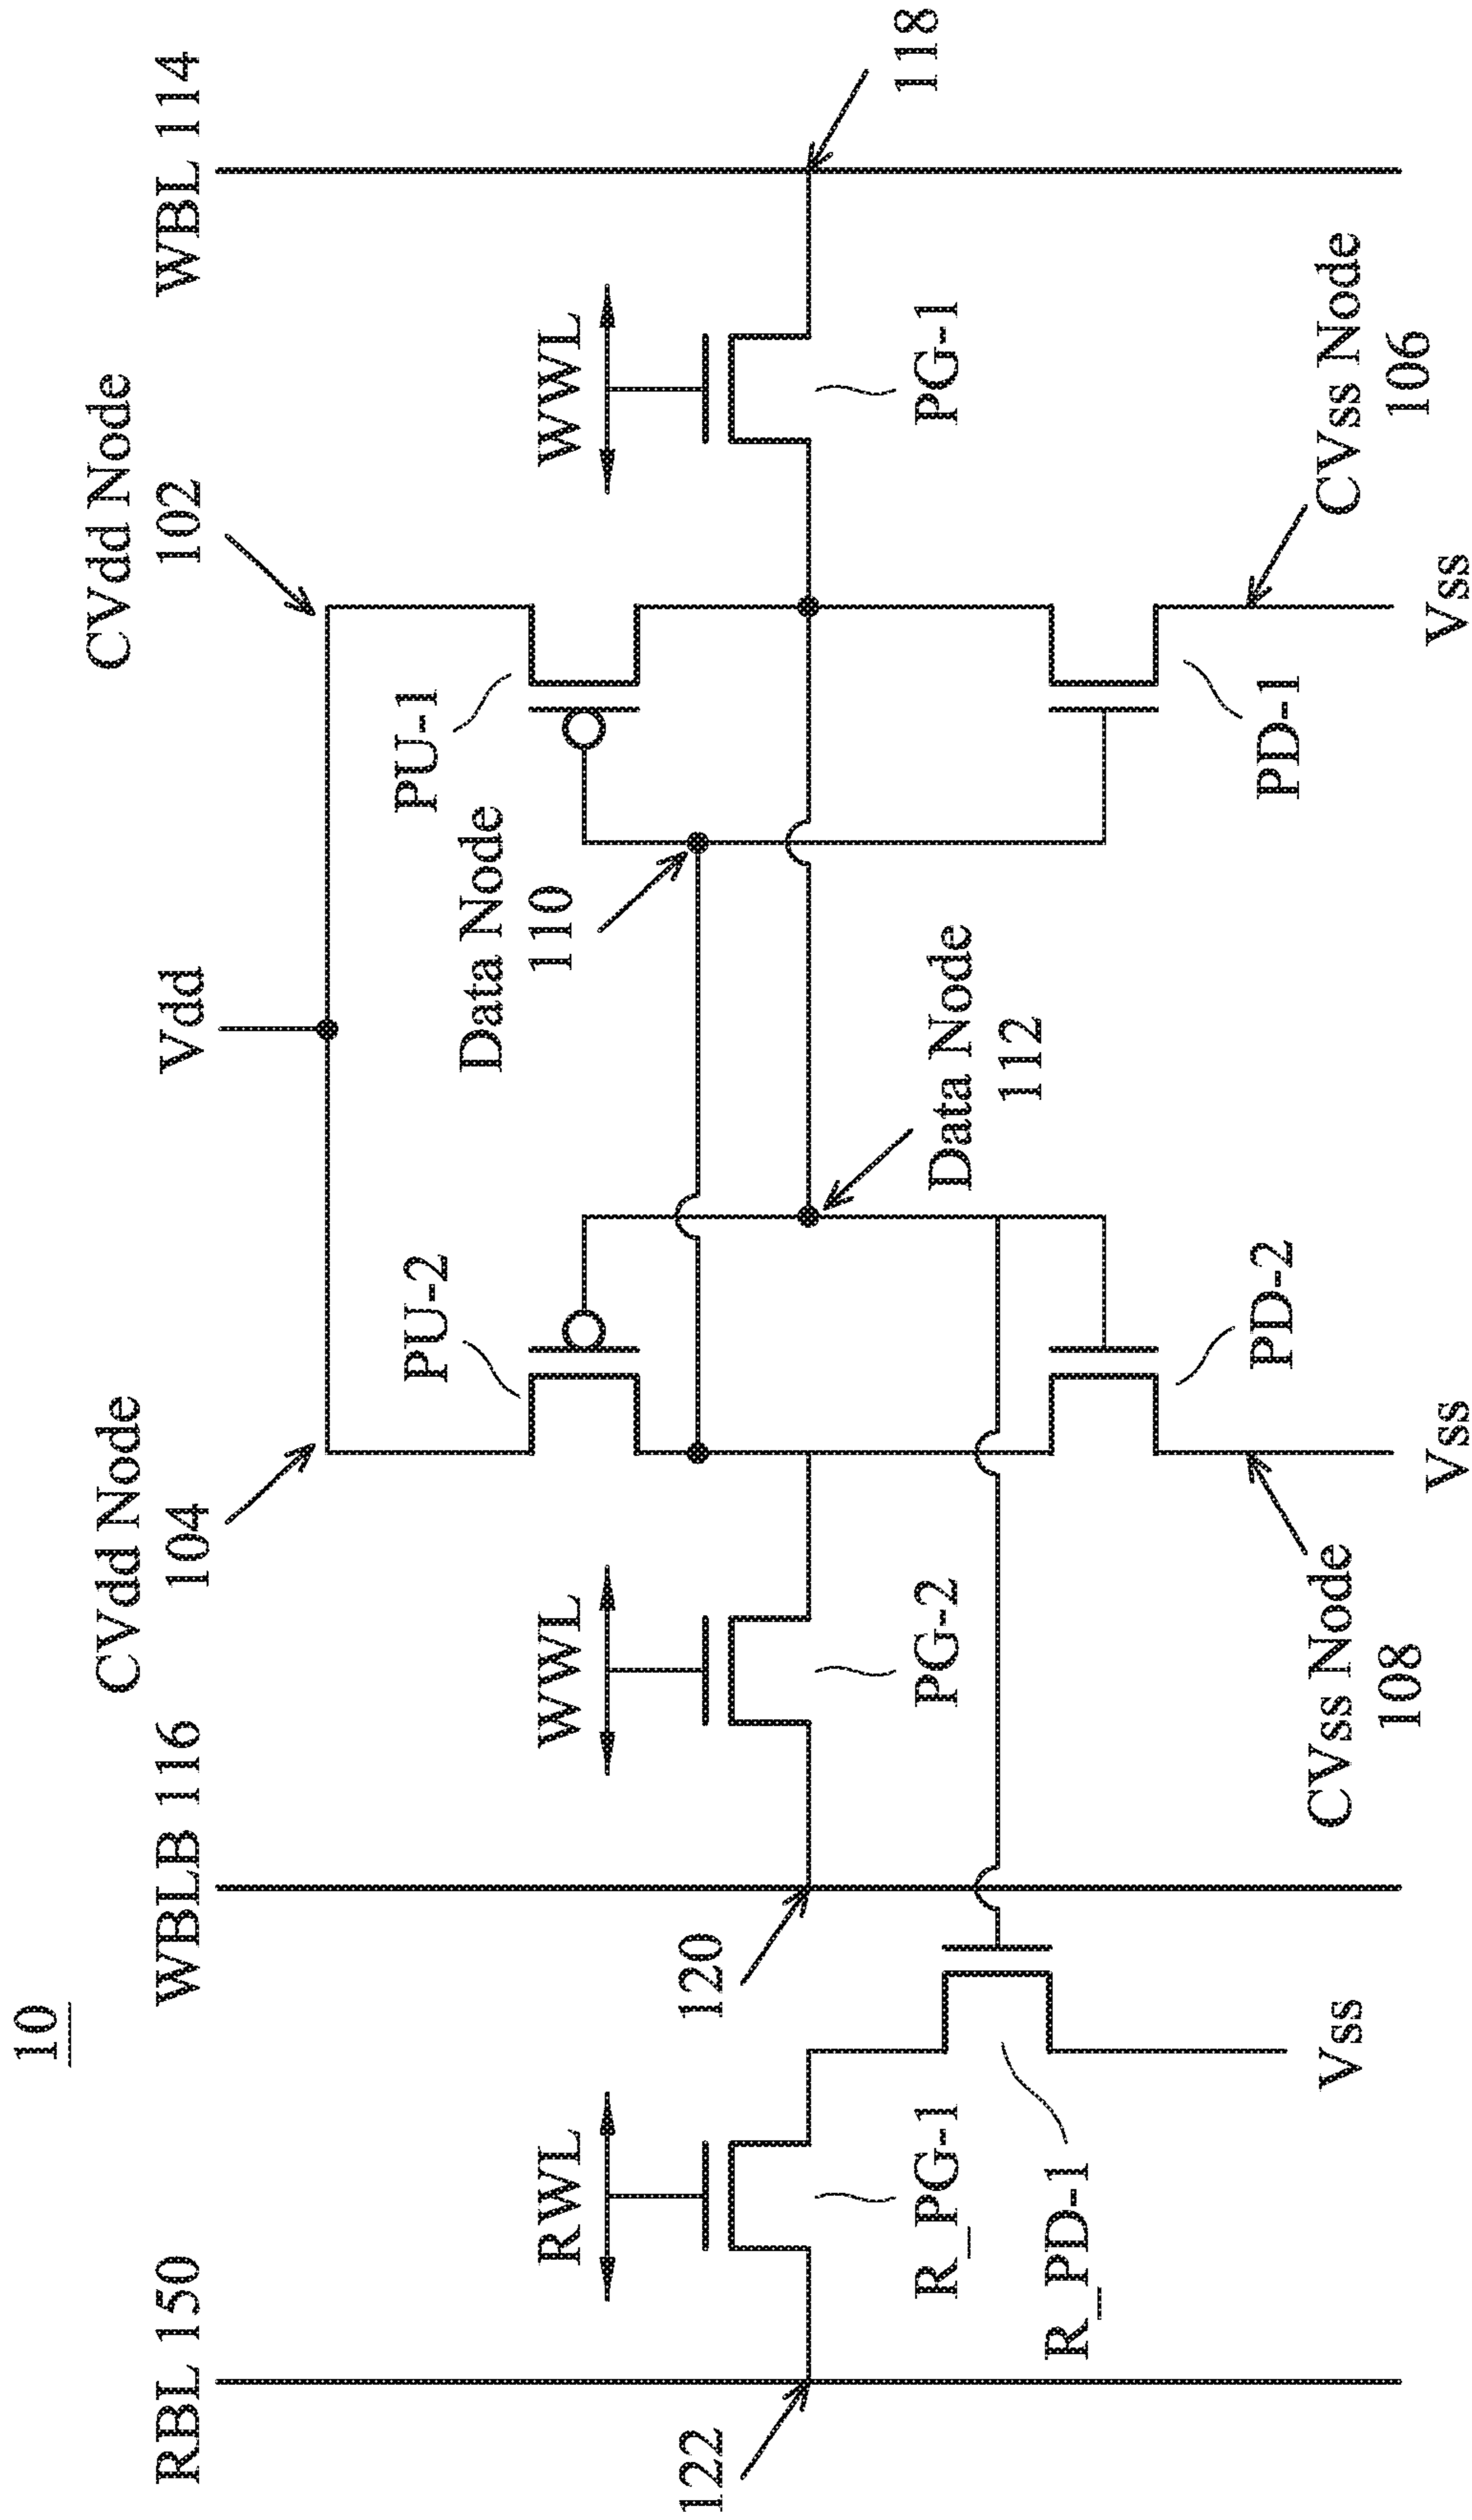 10
RBL 150
WBLB 116
CVdd Node
104
Vdd
CVdd Node
102
WBL 114
RWL
WWL
PU-2
Data Node
110
PU-1
WWL
122
120
R_PG-1
PG-2
Data Node
112
PG-1
118
R_PD-1
PD-2
PD-1
Vss
CVss Node
108
Vss
CVss Node
106
Vss